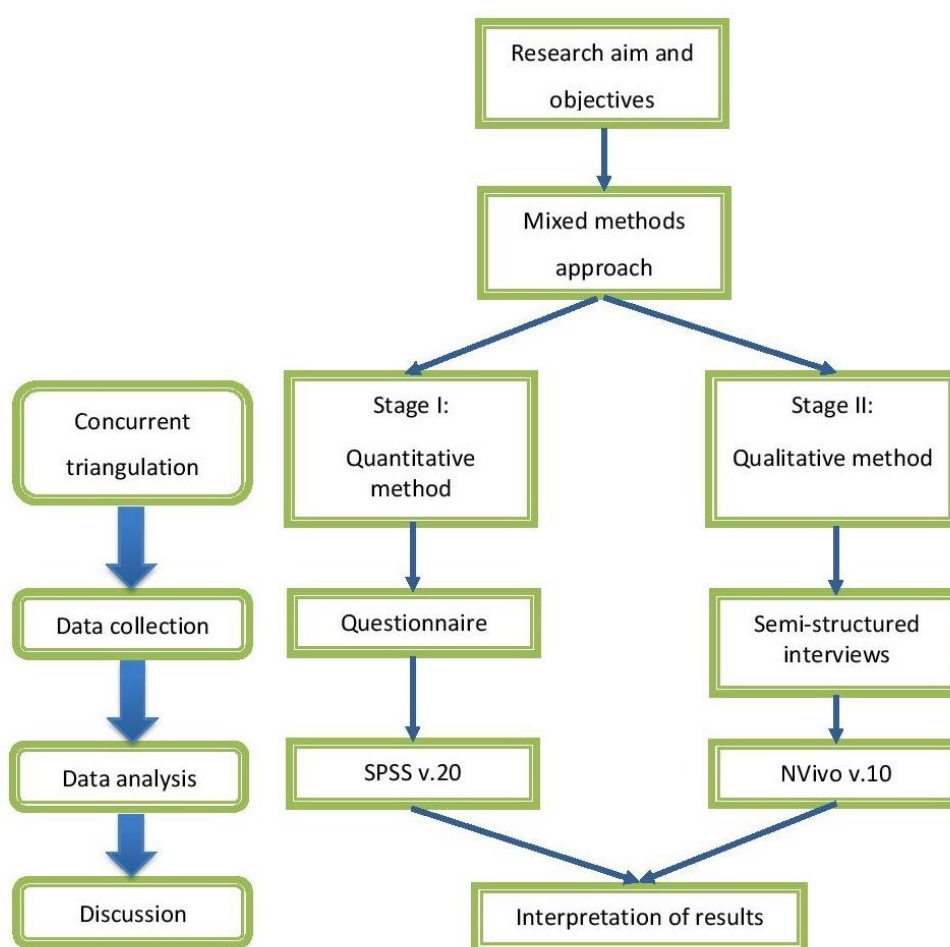 Research aim and
objectives
Mixed methods
approach
Concurrent
triangulation
Stage I:
Quantitative
method
Stage II:
Qualitative method
Data collection
Questionnaire
Semi-structured
interviews
Data analysis
SPSS v.20
NVivo v.10
Discussion
Interpretation of results